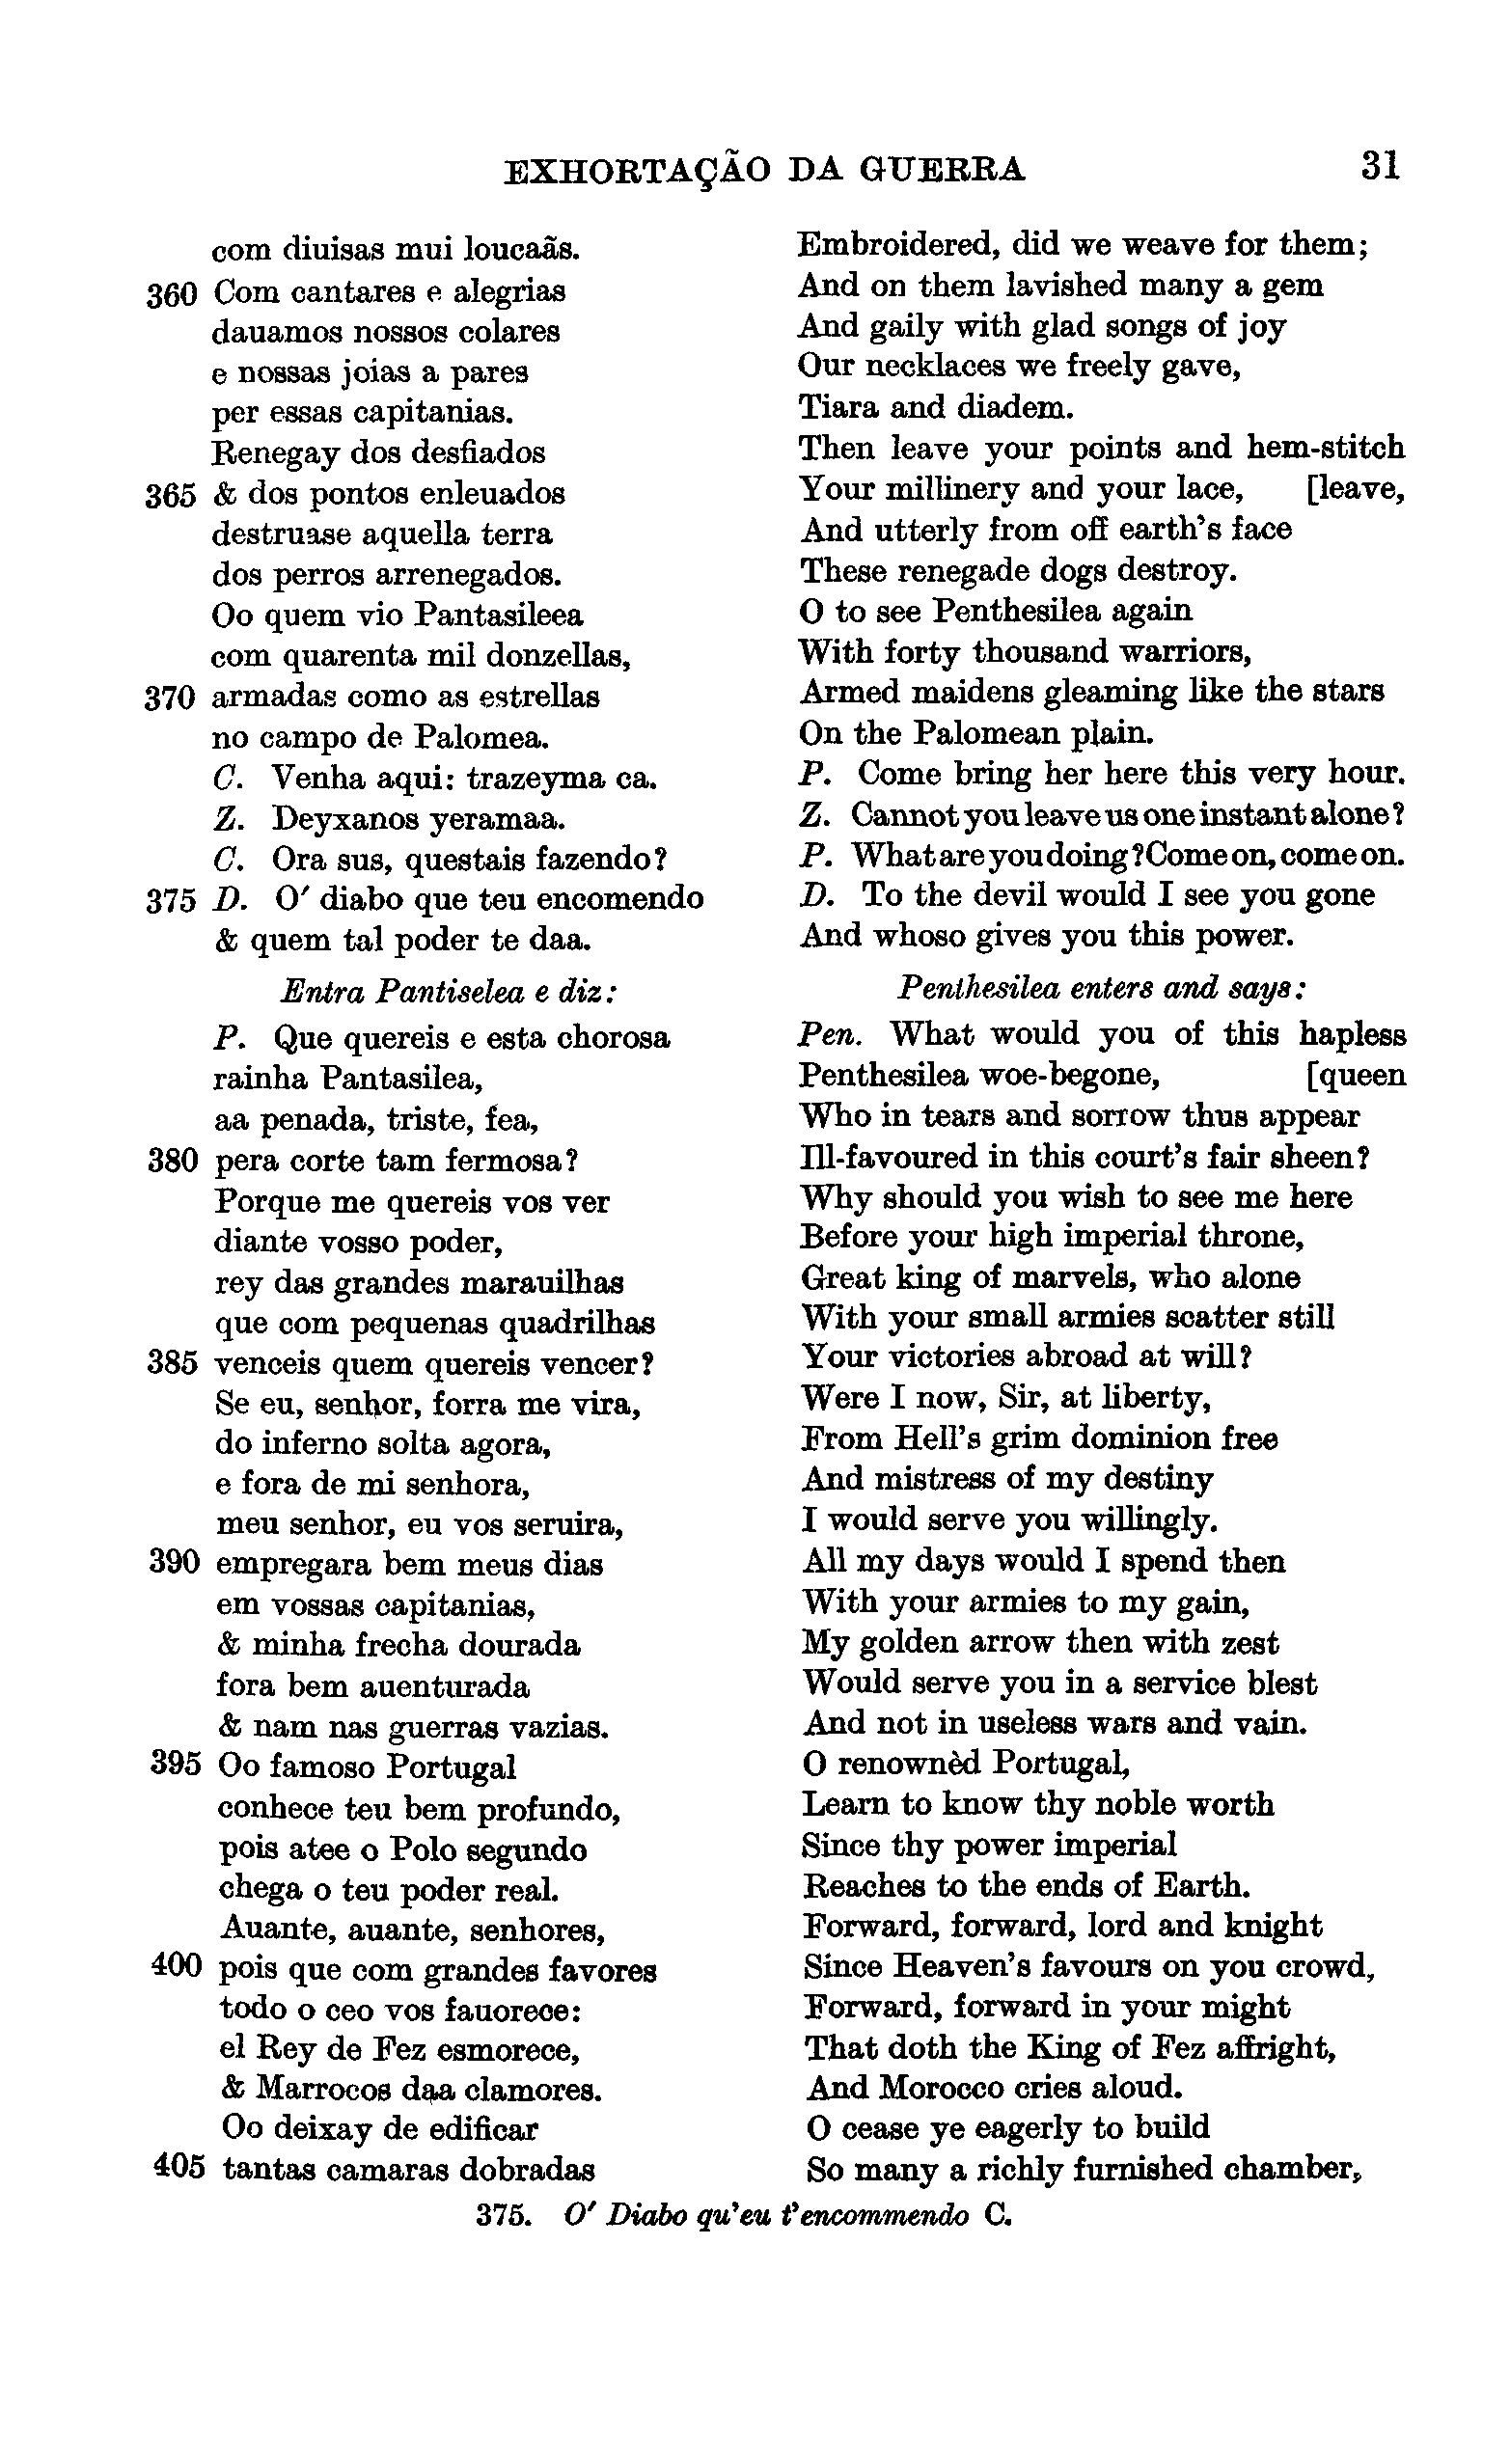 EXHORTAÇÃO DA GUERRA 31
com diuisas mui loucaãs.
360 Com cantares e alegrias
dauamos nossos colares
e nossas joias a pares
per essas capitanias.
Renegay dos desfiados
365 & dos pontos enleuados
destruase aquella terra
dos perros arrenegados.
Oo quem vio Pantasileea
com quarenta mil donzellas,
370 armadas como as estrellas
no campo de Palomea.
C. Venha aqui: trazeyma ca.
Z. Deyxanos yeramaa.
C. Ora sus, questais fazendo?
375 D. O' diabo que teu encomendo
& quem tal poder te daa.
Entra Pantiselea e diz:
P. Que quereis e esta chorosa
rainha Pantasilea,
aa penada, triste, fea,
380 pera corte tam fermosa?
Porque me quereis vos ver
diante vosso poder,
rey das grandes marauilhas
que com pequenas quadrilhas
385 venceis quem quereis vencer?
Se eu, senhor, forra me vira,
do inferno solta agora,
e fora de mi senhora,
meu senhor, eu vos seruira,
390 empregara bem meus dias
em vossas capitanias,
& minha frecha dourada
fora bem auenturada
& nam nas guerras vazias.
395 Oo famoso Portugal
conhece teu bem profundo,
pois atee o Polo segundo
chega o teu poder real.
Auante, auante, senhores,
400 pois que com grandes favores
todo o ceo vos fauorece:
el Rey de Fez esmorece,
& Marrocos daa clamores.
Oo deixay de edificar
405 tantas camaras dobradas
Embroidered, did we weave for them;
And on them lavished many a gem
And gaily with glad songs of joy
Our necklaces we freely gave,
Tiara and diadem.
Then leave your points and hem-stitch
Your millinery and your lace, [leave,
And utterly from off earth's face
These renegade dogs destroy.
O to see Penthesilea again
With forty thousand warriors,
Armed maidens gleaming like the stars
On the Palomean plain.
P. Come bring her here this very hour.
Z. Cannot you leave us one instant alone?
P. What are you doing? Come on, come on.
D. To the devil would I see you gone
And whoso gives you this power.
Penthesilea enters and says:
Pen. What would you of this hapless
Penthesilea woe-begone, [queen
Who in tears and sorrow thus appear
Ill-favoured in this court's fair sheen?
Why should you wish to see me here
Before your high imperial throne,
Great king of marvels, who alone
With your small armies scatter still
Your victories abroad at will?
Were I now, Sir, at liberty,
From Hell's grim dominion free
And mistress of my destiny
I would serve you willingly.
All my days would I spend then
With your armies to my gain,
My golden arrow then with zest
Would serve you in a service blest
And not in useless wars and vain.
O renownèd Portugal,
Learn to know thy noble worth
Since thy power imperial
Reaches to the ends of Earth.
Forward, forward, lord and knight
Since Heaven's favours on you crowd,
Forward, forward in your might
That doth the King of Fez affright,
And Morocco cries aloud.
O cease ye eagerly to build
So many a richly furnished chamber,
375. O' Diabo qu'eu t'encommendo C.